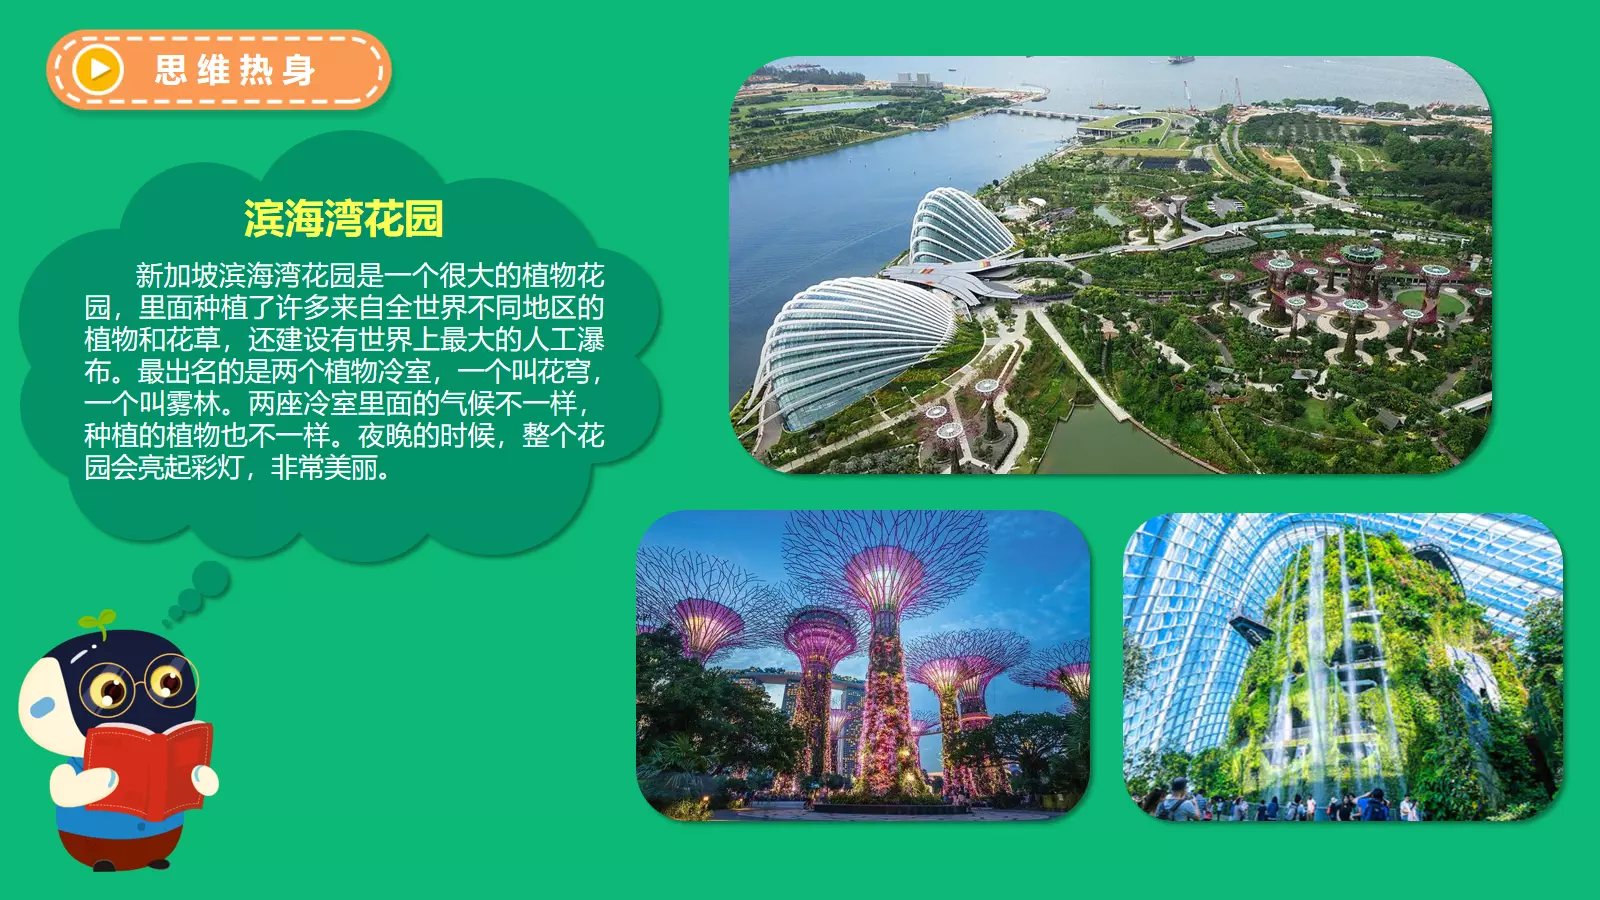 思维热身
滨海湾花园
新加坡滨海湾花园是一个很大的植物花
园，里面种植了许多来自全世界不同地区的
植物和花草，还建设有世界上最大的人工瀑
布。最出名的是两个植物冷室，一个叫花穹，
一个叫雾林。两座冷室里面的气候不一样，
种植的植物也不一样。夜晚的时候，整个花
园会亮起彩灯，非常美丽。